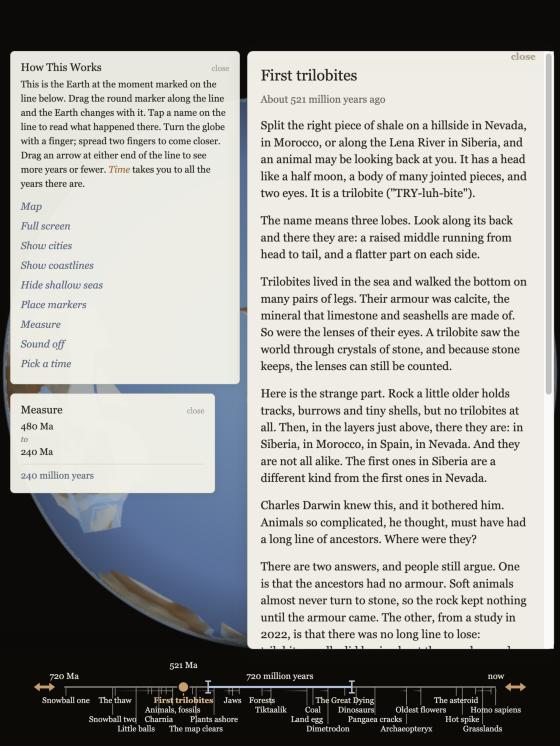 How This Works
close
This is the Earth at the moment marked on the
line below. Drag the round marker along the line
and the Earth changes with it. Tap a name on the
line to read what happened there. Turn the globe
with a finger; spread two fingers to come closer.
Drag an arrow at either end of the line to see
more years or fewer. Time takes you to all the
years there are.
Map
Full screen
Show cities
Show coastlines
Hide shallow seas
Place markers
Measure
Sound off
Pick a time
Measure
close
480 Ma
to
240 Ma
240 million years
close
First trilobites
About 521 million years ago
Split the right piece of shale on a hillside in Nevada,
in Morocco, or along the Lena River in Siberia, and
an animal may be looking back at you. It has a head
like a half moon, a body of many jointed pieces, and
two eyes. It is a trilobite ("TRY-luh-bite").
The name means three lobes. Look along its back
and there they are: a raised middle running from
head to tail, and a flatter part on each side.
Trilobites lived in the sea and walked the bottom on
many pairs of legs. Their armour was calcite, the
mineral that limestone and seashells are made of.
So were the lenses of their eyes. A trilobite saw the
world through crystals of stone, and because stone
keeps, the lenses can still be counted.
Here is the strange part. Rock a little older holds
tracks, burrows and tiny shells, but no trilobites at
all. Then, in the layers just above, there they are: in
Siberia, in Morocco, in Spain, in Nevada. And they
are not all alike. The first ones in Siberia are a
different kind from the first ones in Nevada.
Charles Darwin knew this, and it bothered him.
Animals so complicated, he thought, must have had
a long line of ancestors. Where were they?
There are two answers, and people still argue. One
is that the ancestors had no armour. Soft animals
almost never turn to stone, so the rock kept nothing
until the armour came. The other, from a study in
2022, is that there was no long line to lose:
521 Ma
720 Ma
720 million years
now
Snowball one
The thaw
First trilobites
Jaws
Forests
The Great Dying
The asteroid
Animals, fossils
Tiktaalik
Coal
Dinosaurs
Oldest flowers
Homo sapiens
Snowball two
Charnia
Plants ashore
Land egg
Pangaea cracks
Hot spike
Little balls
The map clears
Dimetrodon
Archaeopteryx
Grasslands